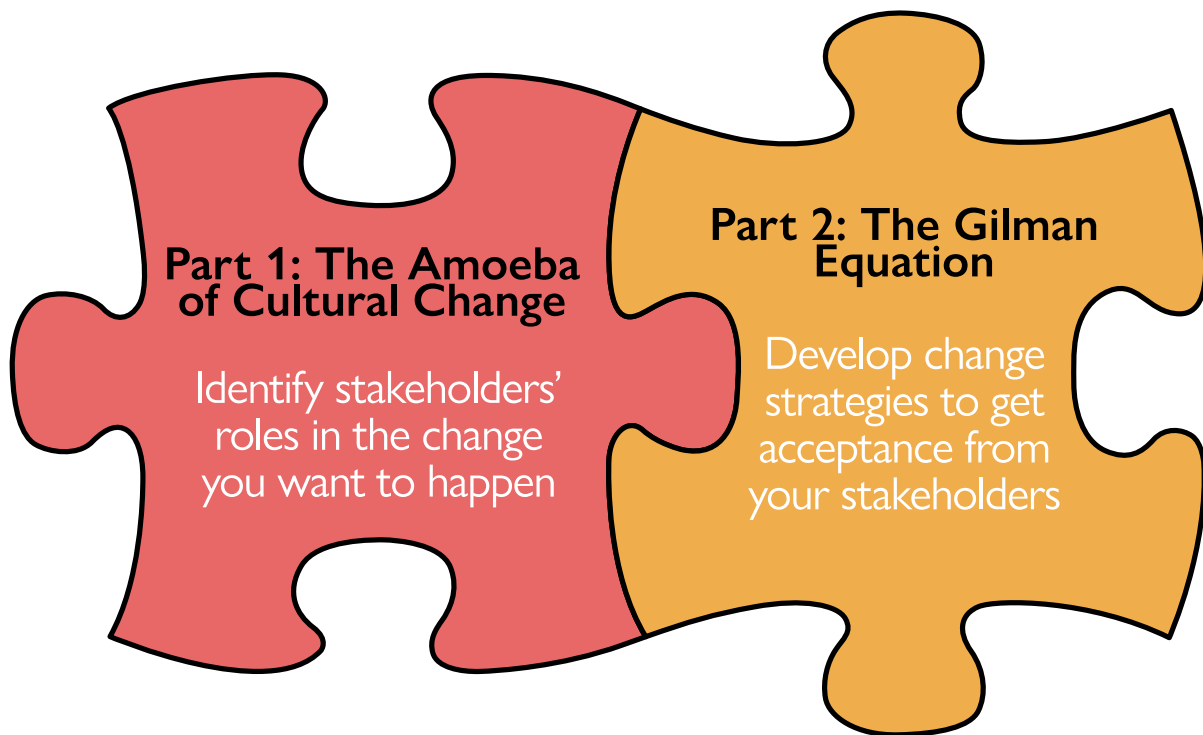 Part 1: The Amoeba
of Cultural Change
Identify stakeholders’
roles in the change
you want to happen
Part 2: The Gilman
Equation
Develop change
strategies to get
acceptance from
your stakeholders